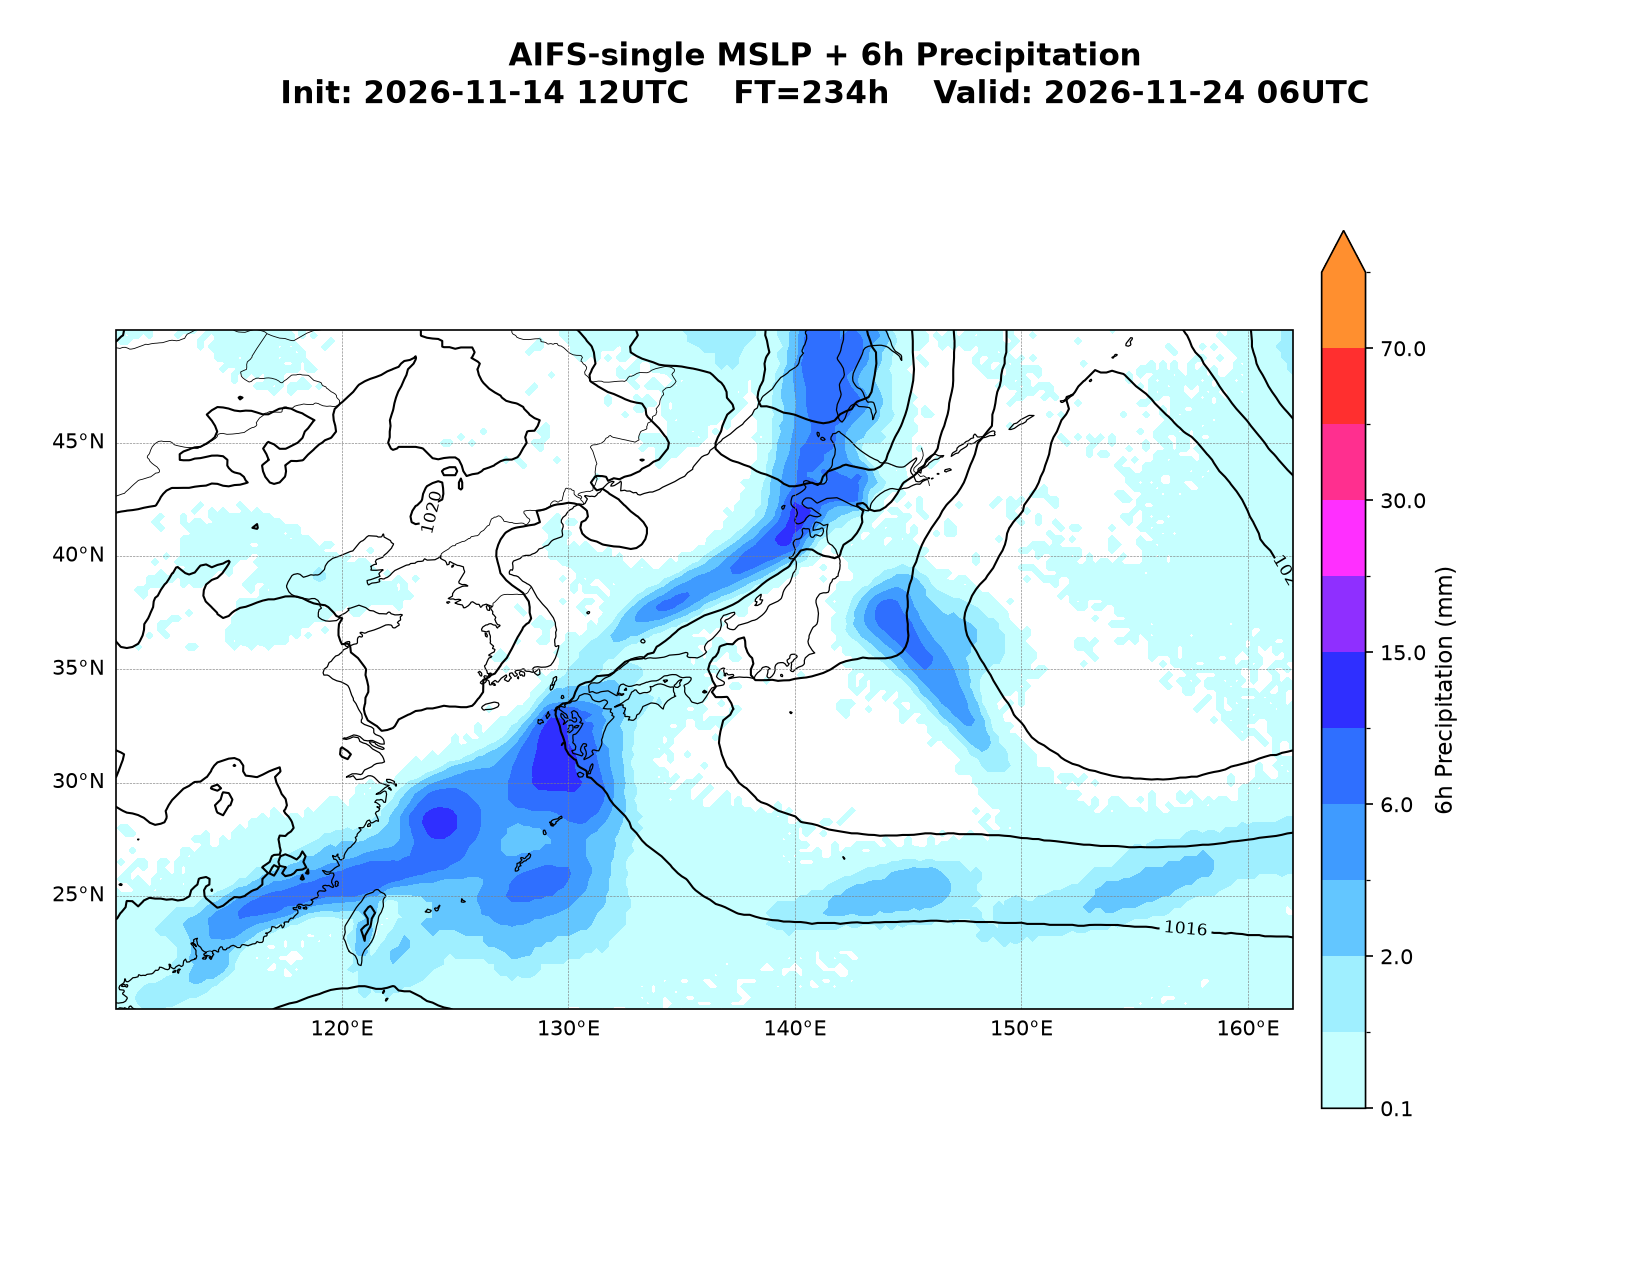 AIFS-single MSLP + 6h Precipitation
Init: 2026-11-14 12UTC    FT=234h    Valid: 2026-11-24 06UTC
70.0
45°N
30.0
1020
40°N
102
15.0
35°N
6h Precipitation (mm)
30°N
6.0
25°N
1016
2.0
120°E
130°E
140°E
150°E
160°E
0.1